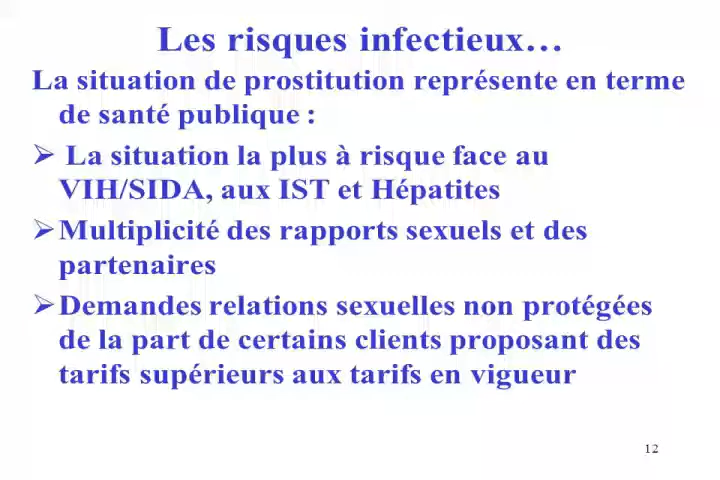 Les risques infectieux…
La situation de prostitution représente en terme
de santé publique :
➢ La situation la plus à risque face au
VIH/SIDA, aux IST et Hépatites
➢Multiplicité des rapports sexuels et des
partenaires
➢Demandes relations sexuelles non protégées
de la part de certains clients proposant des
tarifs supérieurs aux tarifs en vigueur
12